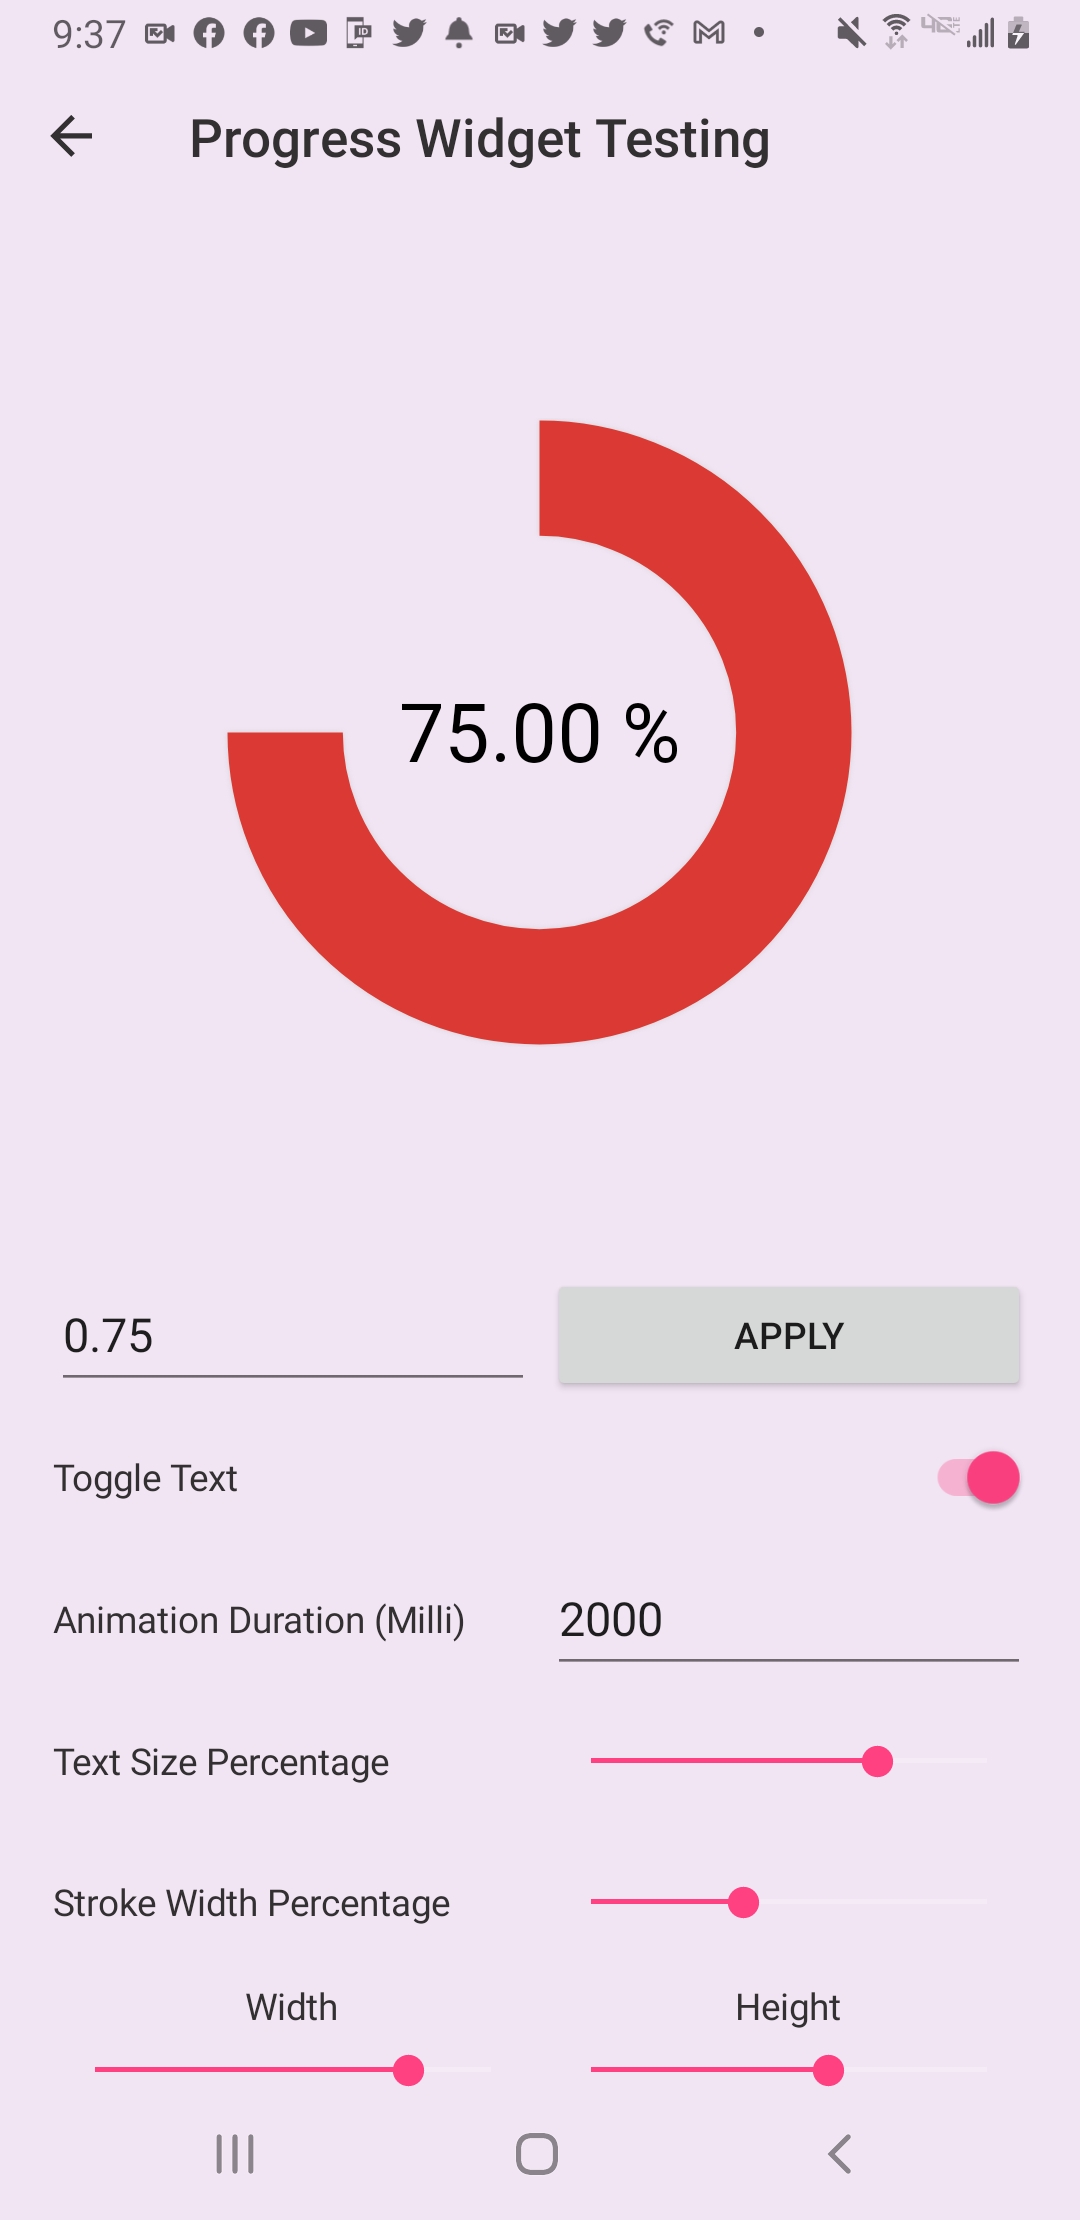 9:37
Progress Widget Testing
75.00 %
0.75
APPLY
Toggle Text
Animation Duration (Milli)
2000
Text Size Percentage
Stroke Width Percentage
Width
Height